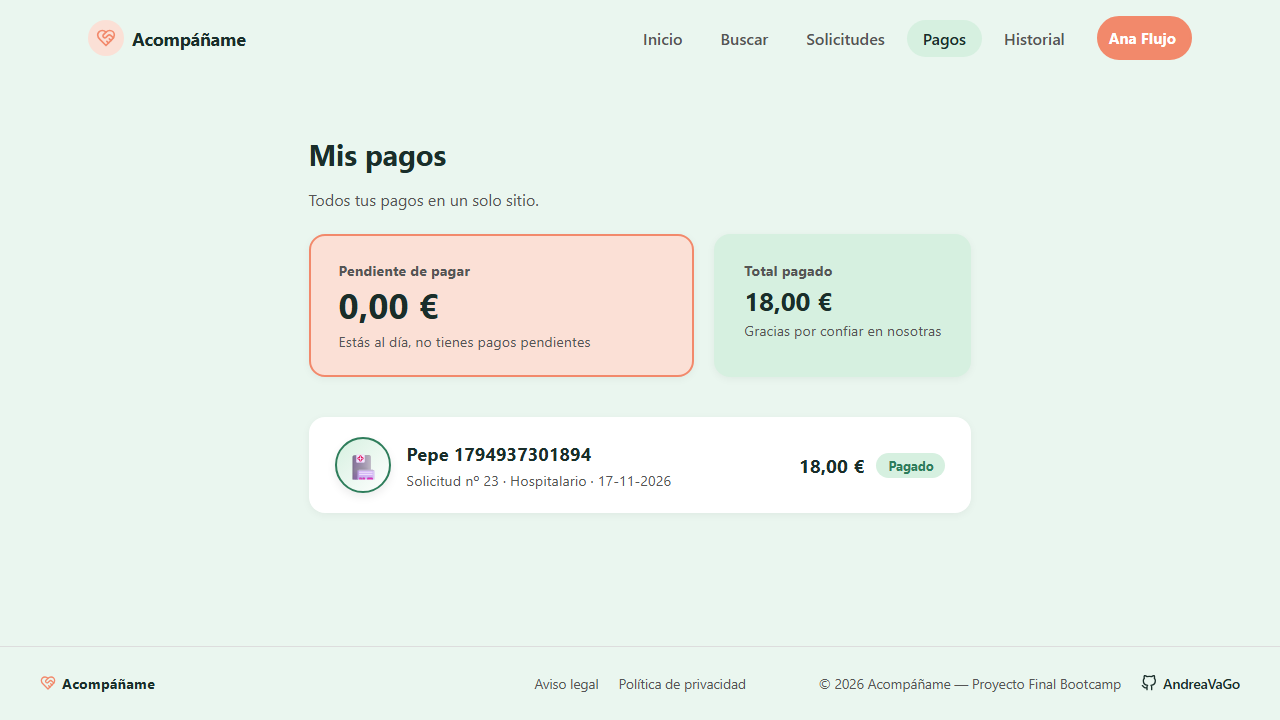 Acompáñame
Inicio
Buscar
Solicitudes
Pagos
Historial
Ana Flujo
Mis pagos
Todos tus pagos en un solo sitio.
Pendiente de pagar
0,00 €
Estás al día, no tienes pagos pendientes
Total pagado
18,00 €
Gracias por confiar en nosotras
Pepe 1794937301894
Solicitud nº 23 · Hospitalario · 17-11-2026
18,00 €
Pagado
Acompáñame
Aviso legal
Política de privacidad
© 2026 Acompáñame — Proyecto Final Bootcamp
AndreaVaGo